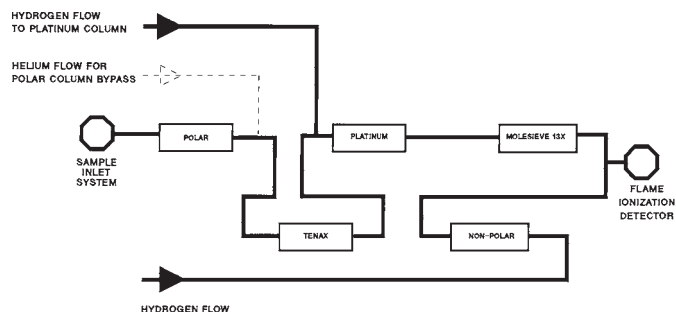 HYDROGEN FLOW
TO PLATINUM COLUMN
HELIUM FLOW FOR
POLAR COLUMN BYPASS
POLAR
PLATINUM
MOLESIEVE 13X
SAMPLE
INLET
SYSTEM
FLAME
IONIZATION
DETECTOR
TENAX
NON-POLAR
HYDROGEN FLOW